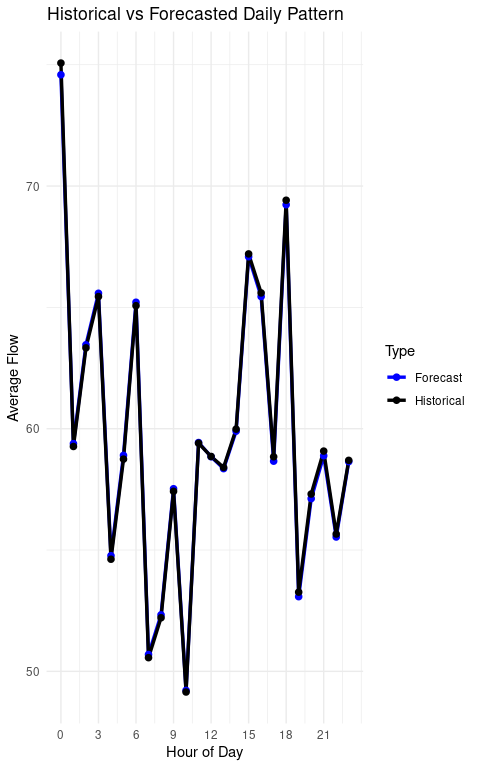 Historical vs Forecasted Daily Pattern
70
60
50
Average Flow
0 3 6 9 12 15 18 21
Hour of Day
Type
Forecast
Historical